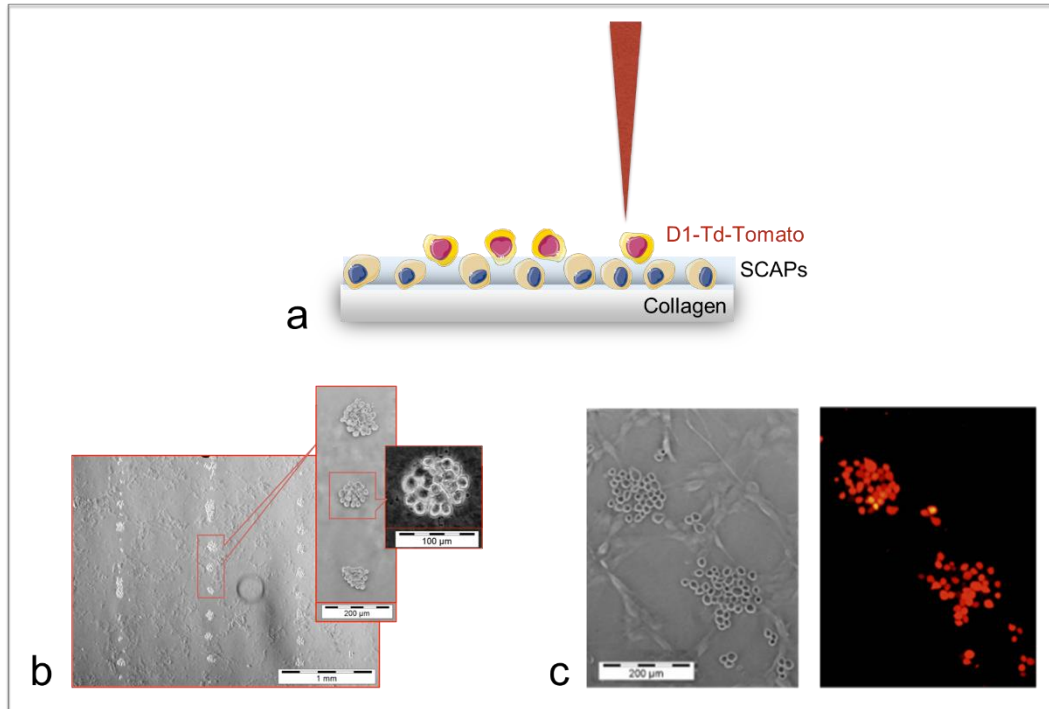 D1-Td-Tomato
SCAPs
Collagen
a
100 µm
200 µm
1 mm
b
200 µm
c